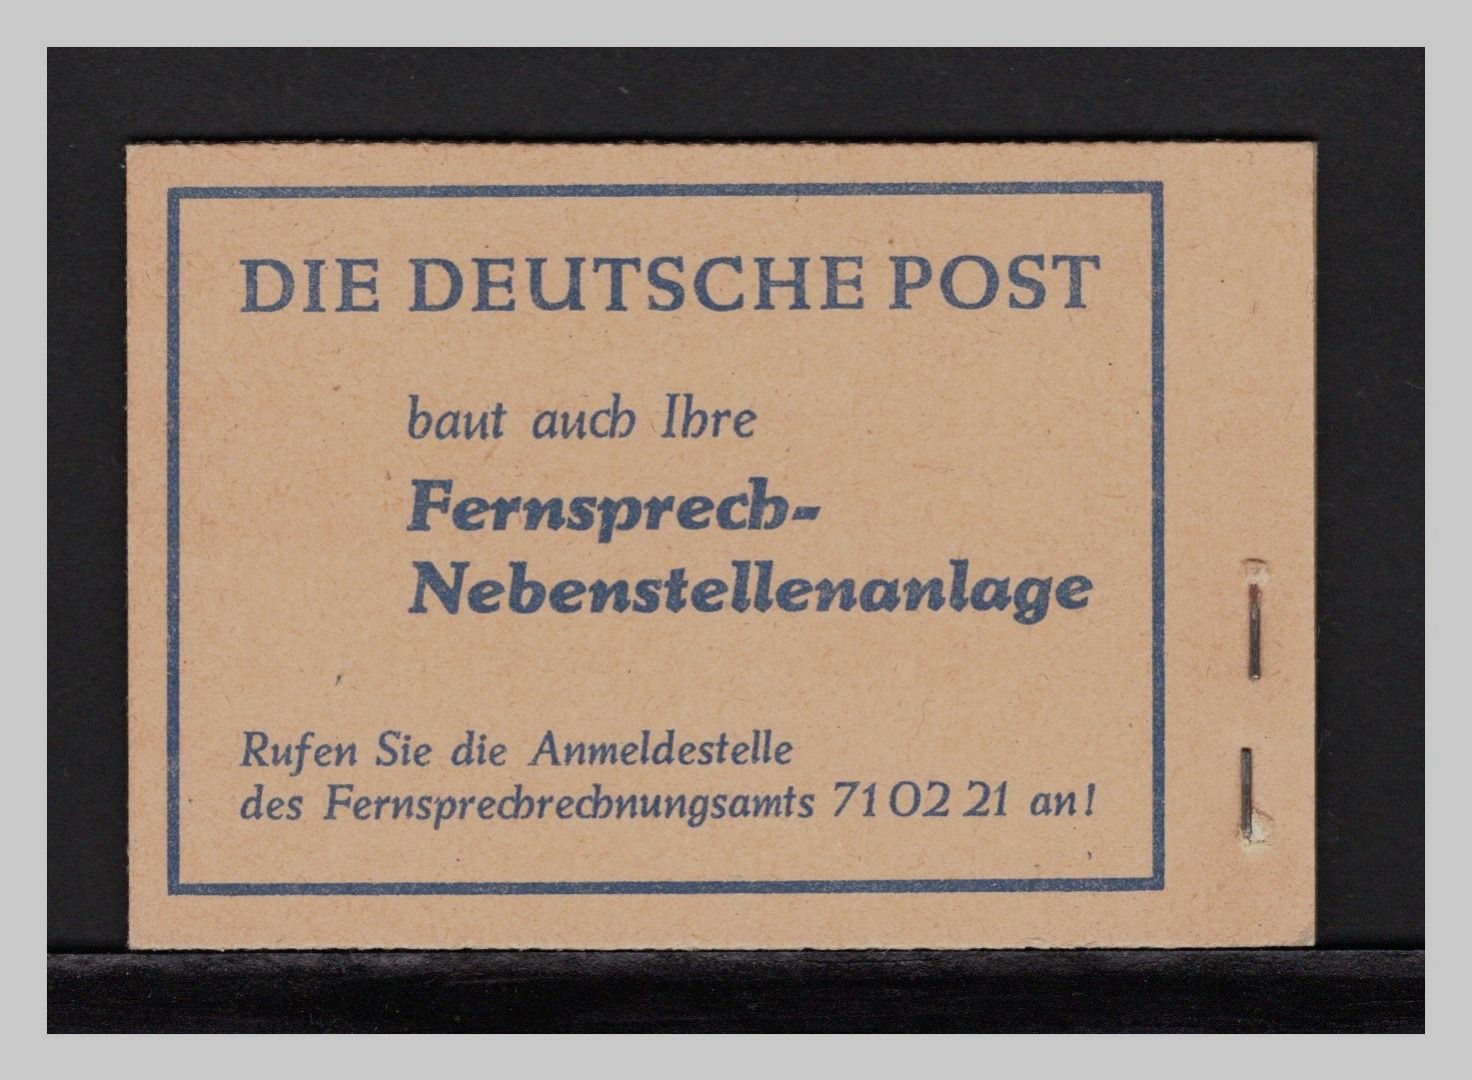 DIE DEUTSCHE POST
baut auch Ihre
Fernsprech-
Nebenstellenanlage
Rufen Sie die Anmeldestelle
des Fernsprechrechnungsamts 71 02 21 an!